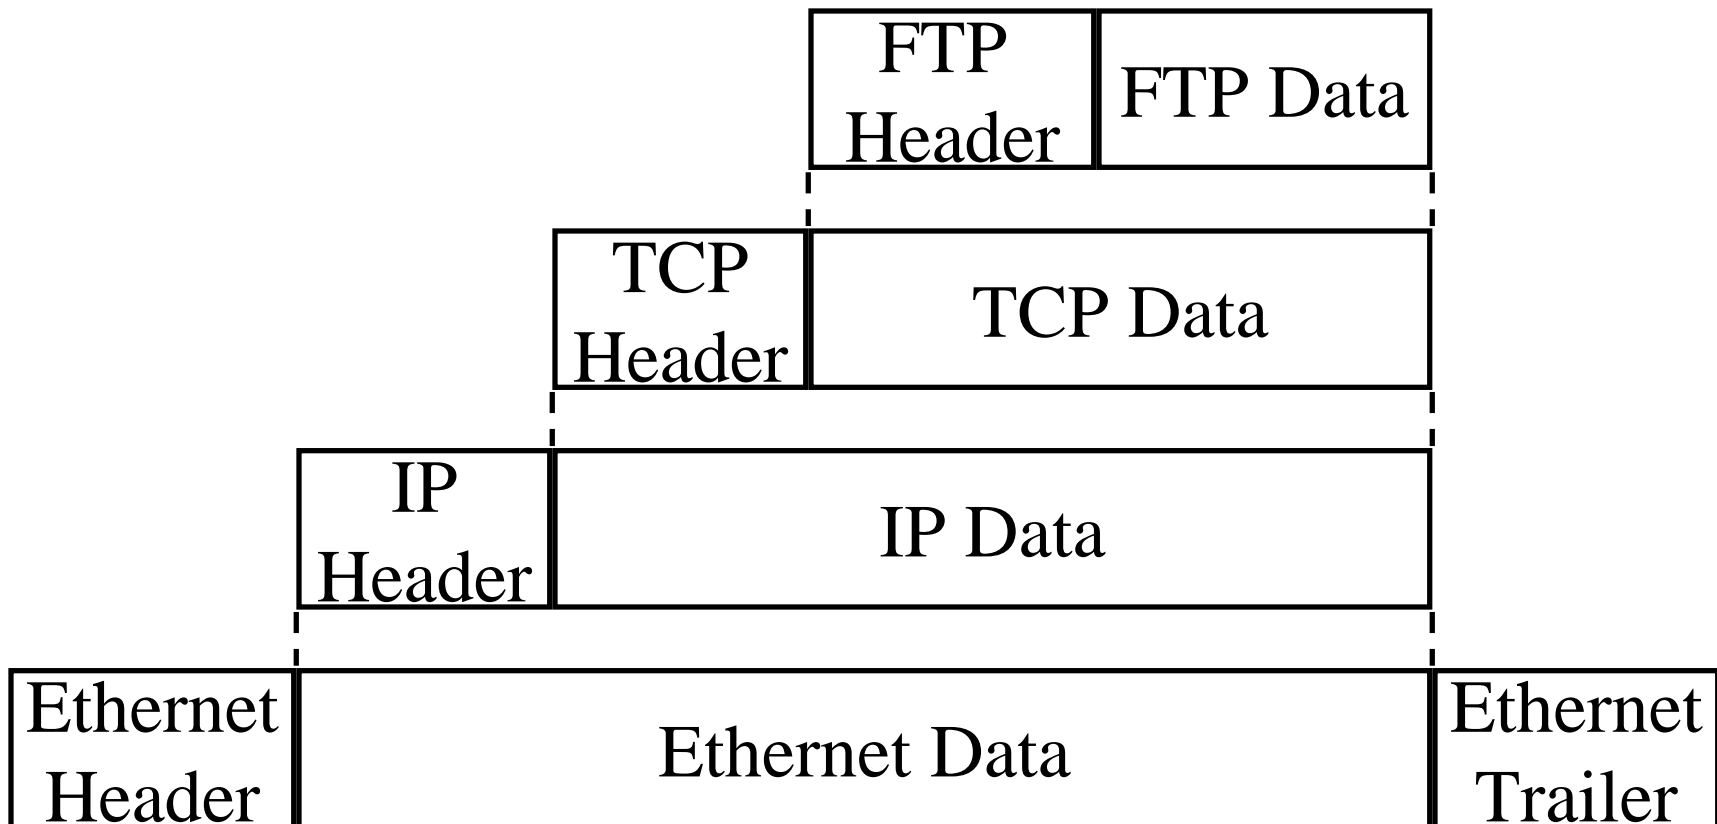 FTP
Header
FTP Data
TCP
Header
TCP Data
IP
Header
IP Data
Ethernet
Header
Ethernet Data
Ethernet
Trailer